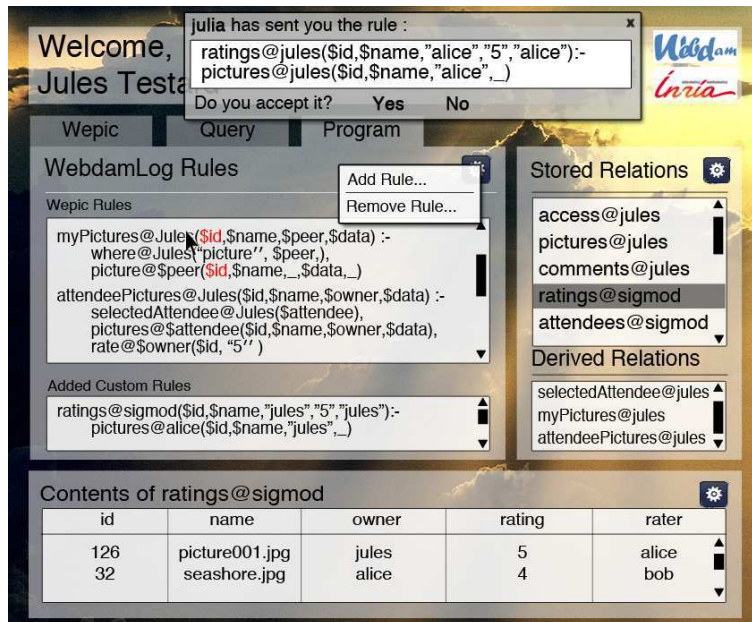 julia has sent you the rule : x
ratings@jules($id,$name,"alice","5","alice"):-
pictures@jules($id,$name,"alice",_)
Do you accept it? Yes No
Welcome,
Jules Testa
Webdam
Inria
Wepic Query Program
WebdamLog Rules
Add Rule...
Remove Rule...
Wepic Rules
myPictures@Jules($id,$name,$peer,$data) :-
where@Jules("picture'', $peer,),
picture@$peer($id,$name,_,$data,_)
attendeePictures@Jules($id,$name,$owner,$data) :-
selectedAttendee@Jules($attendee),
pictures@$attendee($id,$name,$owner,$data),
rate@$owner($id, "5'' )
Added Custom Rules
ratings@sigmod($id,$name,"jules","5","jules"):-
pictures@alice($id,$name,"jules",_)
Stored Relations
access@jules
pictures@jules
comments@jules
ratings@sigmod
attendees@sigmod
Derived Relations
selectedAttendee@jules
myPictures@jules
attendeePictures@jules
Contents of ratings@sigmod
id name owner rating rater
126 picture001.jpg jules 5 alice
32 seashore.jpg alice 4 bob